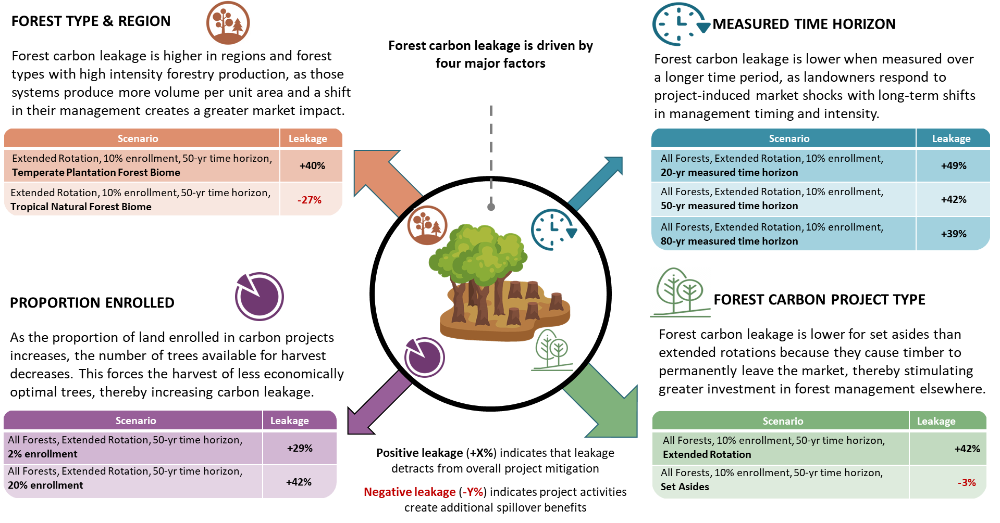 FOREST TYPE & REGION
Forest carbon leakage is higher in regions and forest
types with high intensity forestry production, as those
systems produce more volume per unit area and a shift
in their management creates a greater market impact.
Scenario Leakage
Extended Rotation, 10% enrollment, 50-yr time horizon,
Temperate Plantation Forest Biome
+40%
Extended Rotation, 10% enrollment, 50-yr time horizon,
Tropical Natural Forest Biome
-27%
Forest carbon leakage is driven by
four major factors
MEASURED TIME HORIZON
Forest carbon leakage is lower when measured over
a longer time period, as landowners respond to
project-induced market shocks with long-term shifts
in management timing and intensity.
Scenario Leakage
All Forests, Extended Rotation, 10% enrollment,
20-yr measured time horizon
+49%
All Forests, Extended Rotation, 10% enrollment,
50-yr measured time horizon
+42%
All Forests, Extended Rotation, 10% enrollment,
80-yr measured time horizon
+39%
PROPORTION ENROLLED
As the proportion of land enrolled in carbon projects
increases, the number of trees available for harvest
decreases. This forces the harvest of less economically
optimal trees, thereby increasing carbon leakage.
Scenario Leakage
All Forests, Extended Rotation, 50-yr time horizon,
2% enrollment
+29%
All Forests, Extended Rotation, 50-yr time horizon,
20% enrollment
+42%
FOREST CARBON PROJECT TYPE
Forest carbon leakage is lower for set asides than
extended rotations because they cause timber to
permanently leave the market, thereby stimulating
greater investment in forest management elsewhere.
Scenario Leakage
All Forests, 10% enrollment, 50-yr time horizon,
Extended Rotation
+42%
All Forests, 10% enrollment, 50-yr time horizon,
Set Asides
-3%
Positive leakage (+X%) indicates that leakage
detracts from overall project mitigation
Negative leakage (-Y%) indicates project activities
create additional spillover benefits